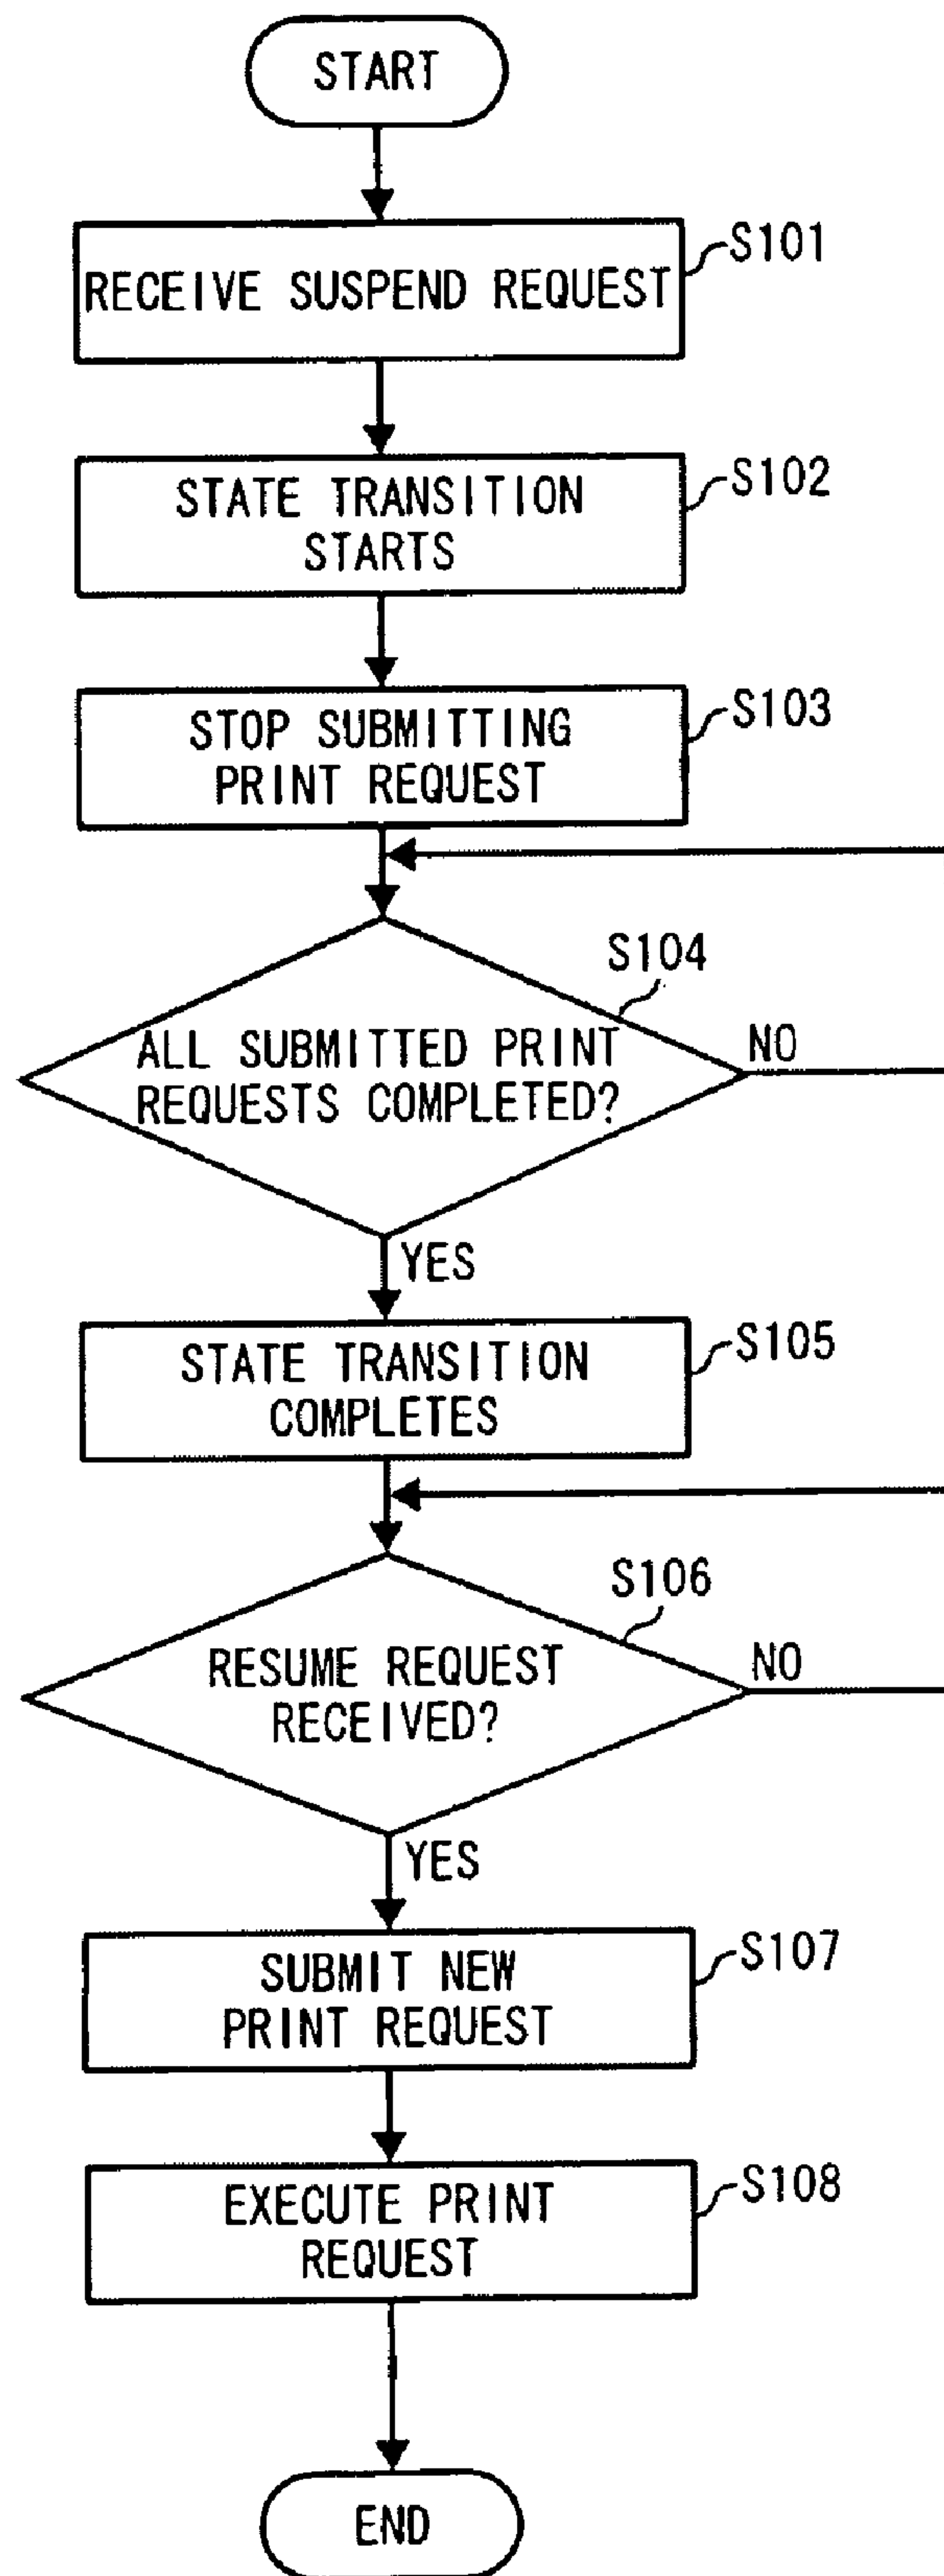 START
RECEIVE SUSPEND REQUEST
S101
STATE TRANSITION
STARTS
S102
STOP SUBMITTING
PRINT REQUEST
S103
S104
ALL SUBMITTED PRINT
REQUESTS COMPLETED?
NO
YES
STATE TRANSITION
COMPLETES
S105
S106
RESUME REQUEST
RECEIVED?
NO
YES
SUBMIT NEW
PRINT REQUEST
S107
EXECUTE PRINT
REQUEST
S108
END